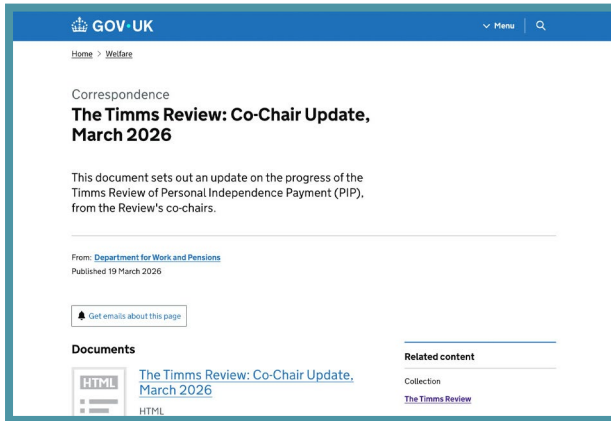 GOV·UK
Menu
Home > Welfare
Correspondence
The Timms Review: Co-Chair Update,
March 2026
This document sets out an update on the progress of the
Timms Review of Personal Independence Payment (PIP),
from the Review's co-chairs.
From: Department for Work and Pensions
Published 19 March 2026
Get emails about this page
Documents
HTML
The Timms Review: Co-Chair Update,
March 2026
HTML
Related content
Collection
The Timms Review